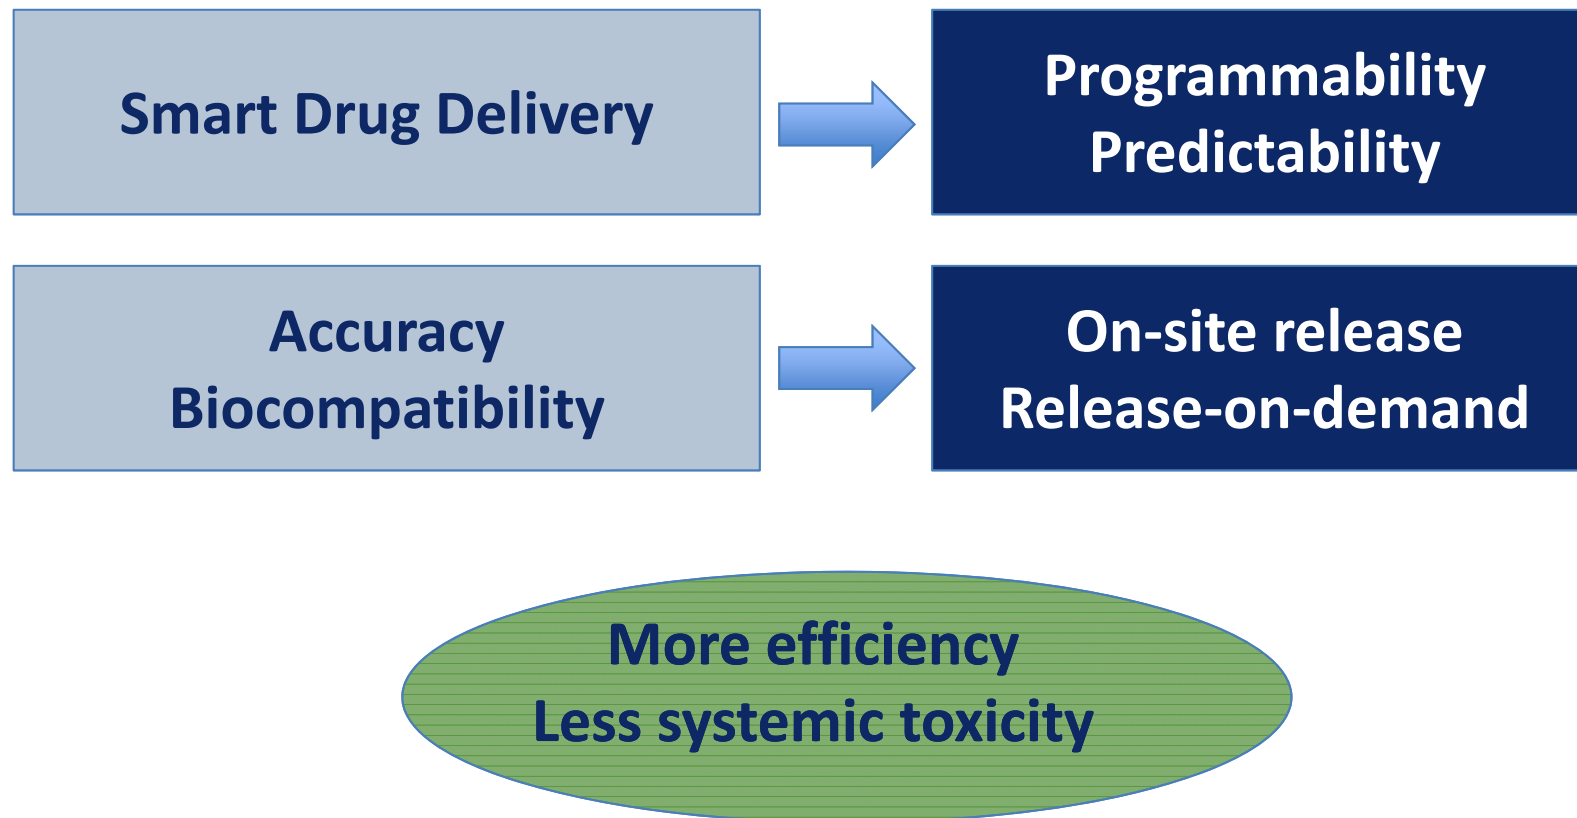 Smart Drug Delivery
Programmability
Predictability
Accuracy
Biocompatibility
On-site release
Release-on-demand
More efficiency
Less systemic toxicity